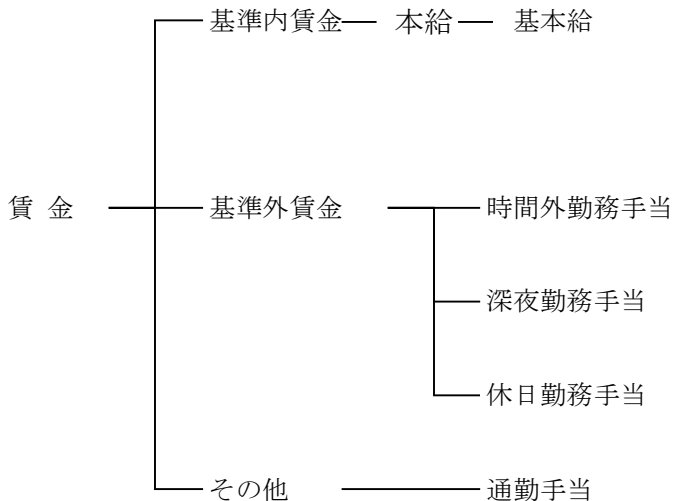 基準内賃金 本給 基本給
賃 金 基準外賃金 時間外勤務手当
深夜勤務手当
休日勤務手当
その他 通勤手当